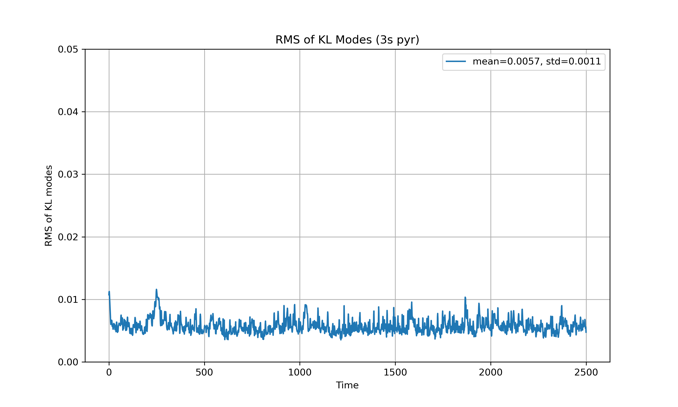 RMS of KL Modes (3s pyr)
mean=0.0057, std=0.0011
RMS of KL modes
0.05
0.04
0.03
0.02
0.01
0.00
0 500 1000 1500 2000 2500
Time